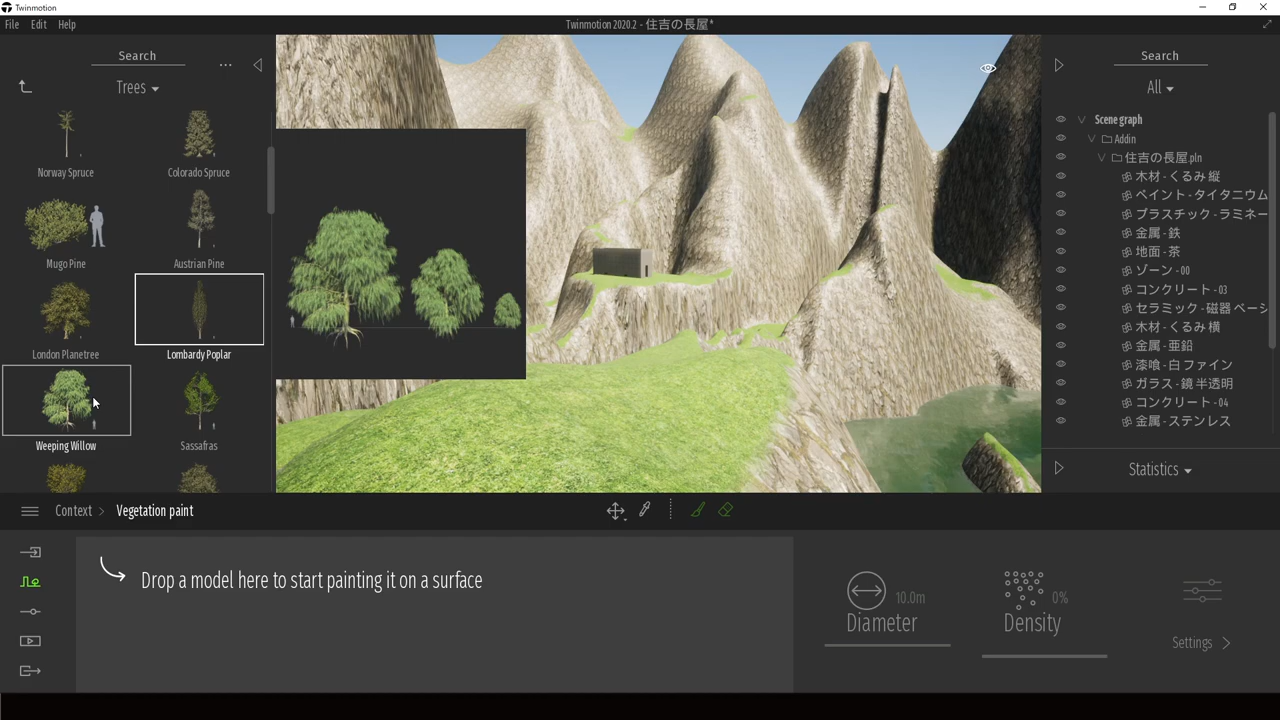 Twinmotion
File Edit Help
Twinmotion 2020.2 - 住吉の長屋*
Search
...
Trees
Norway Spruce
Colorado Spruce
Mugo Pine
Austrian Pine
London Planetree
Lombardy Poplar
Weeping Willow
Sassafras
Search
All
Scene graph
Addin
住吉の長屋.pln
木材 - くるみ 縦
ペイント - タイタニウム
プラスチック - ラミネー
金属 - 鉄
地面 - 茶
ゾーン - 00
コンクリート - 03
セラミック - 磁器 ベーシ
木材 - くるみ 横
金属 - 亜鉛
漆喰 - 白 ファイン
ガラス - 鏡 半透明
コンクリート - 04
金属 - ステンレス
Statistics
Context > Vegetation paint
Drop a model here to start painting it on a surface
10.0m
Diameter
0%
Density
Settings >